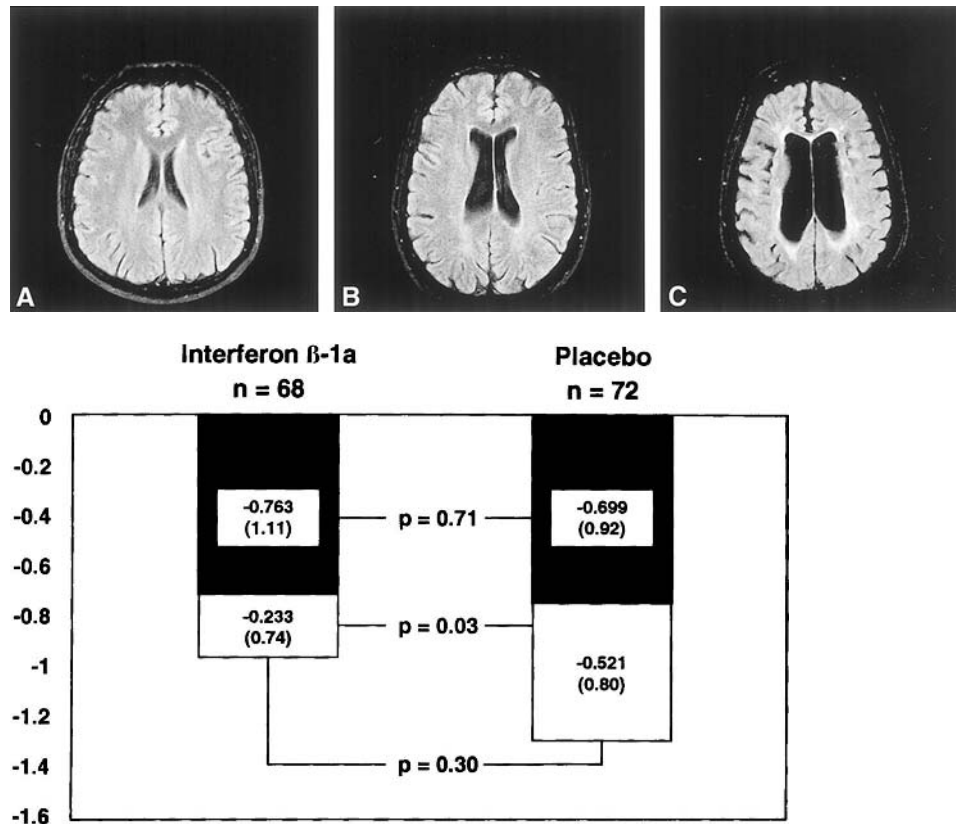 A
B
C
Interferon ß-1a
n = 68
Placebo
n = 72
0
-0.2
-0.4
-0.6
-0.8
-1
-1.2
-1.4
-1.6
-0.763
(1.11)
p = 0.71
-0.699
(0.92)
-0.233
(0.74)
p = 0.03
-0.521
(0.80)
p = 0.30